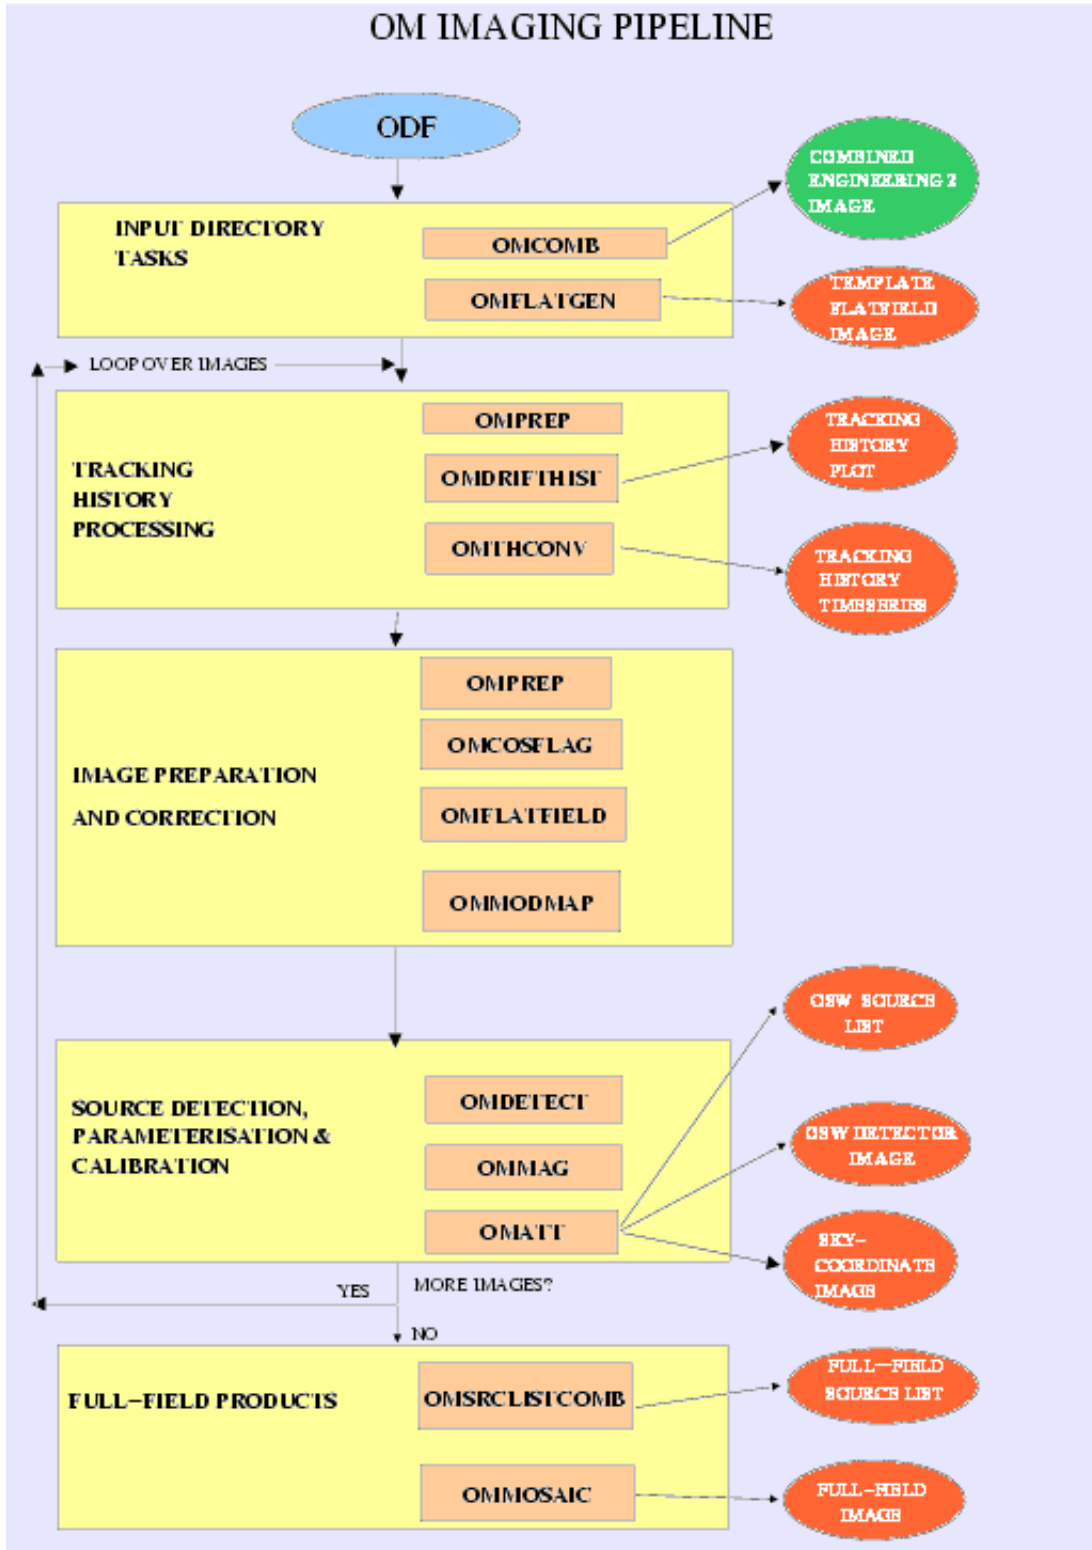 OM IMAGING PIPELINE
ODF
COMBINED
ENGINEERING 2
IMAGE
INPUT DIRECTORY
TASKS
OMCOMB
OMFLATGEN
TEMPLATE
FLATFIELD
IMAGE
LOOP OVER IMAGES
OMPREP
TRACKING
HISTORY
PROCESSING
OMDRIFTHIST
OMTHCONV
TRACKING
HISTORY
PLOT
TRACKING
HISTORY
TIMESERIES
OMPREP
OMCOSFLAG
IMAGE PREPARATION
AND CORRECTION
OMFLATFIELD
OMMODMAP
OSW SOURCE
LIST
SOURCE DETECTION,
PARAMETERISATION &
CALIBRATION
OMDETECT
OMMAG
OMATT
OSW DETECTOR
IMAGE
SKY-
COORDINATE
IMAGE
YES
MORE IMAGES?
NO
FULL-FIELD PRODUCTS
OMSRCLISTCOMB
FULL-FIELD
SOURCE LIST
OMMOSAIC
FULL-FIELD
IMAGE